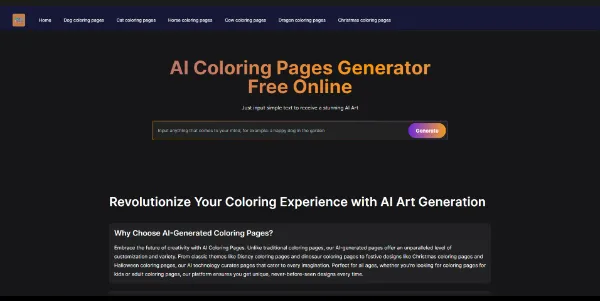 Home Dog coloring pages Cat coloring pages Horse coloring pages Cow coloring pages Dragon coloring pages Christmas coloring pages
AI Coloring Pages Generator
Free Online
Just input simple text to receive a stunning AI Art
Input anything that comes to your mind, for example: a happy dog in the garden
Generate
Revolutionize Your Coloring Experience with AI Art Generation
Why Choose AI-Generated Coloring Pages?
Embrace the future of creativity with AI Coloring Pages. Unlike traditional coloring pages, our AI-generated pages offer an unparalleled level of
customization and variety. From classic themes like Disney coloring pages and dinosaur coloring pages to festive designs like Christmas coloring pages and
Halloween coloring pages, our AI technology curates pages that cater to every imagination. Perfect for all ages, whether you're looking for coloring pages for
kids or adult coloring pages, our platform ensures you get unique, never-before-seen designs every time.